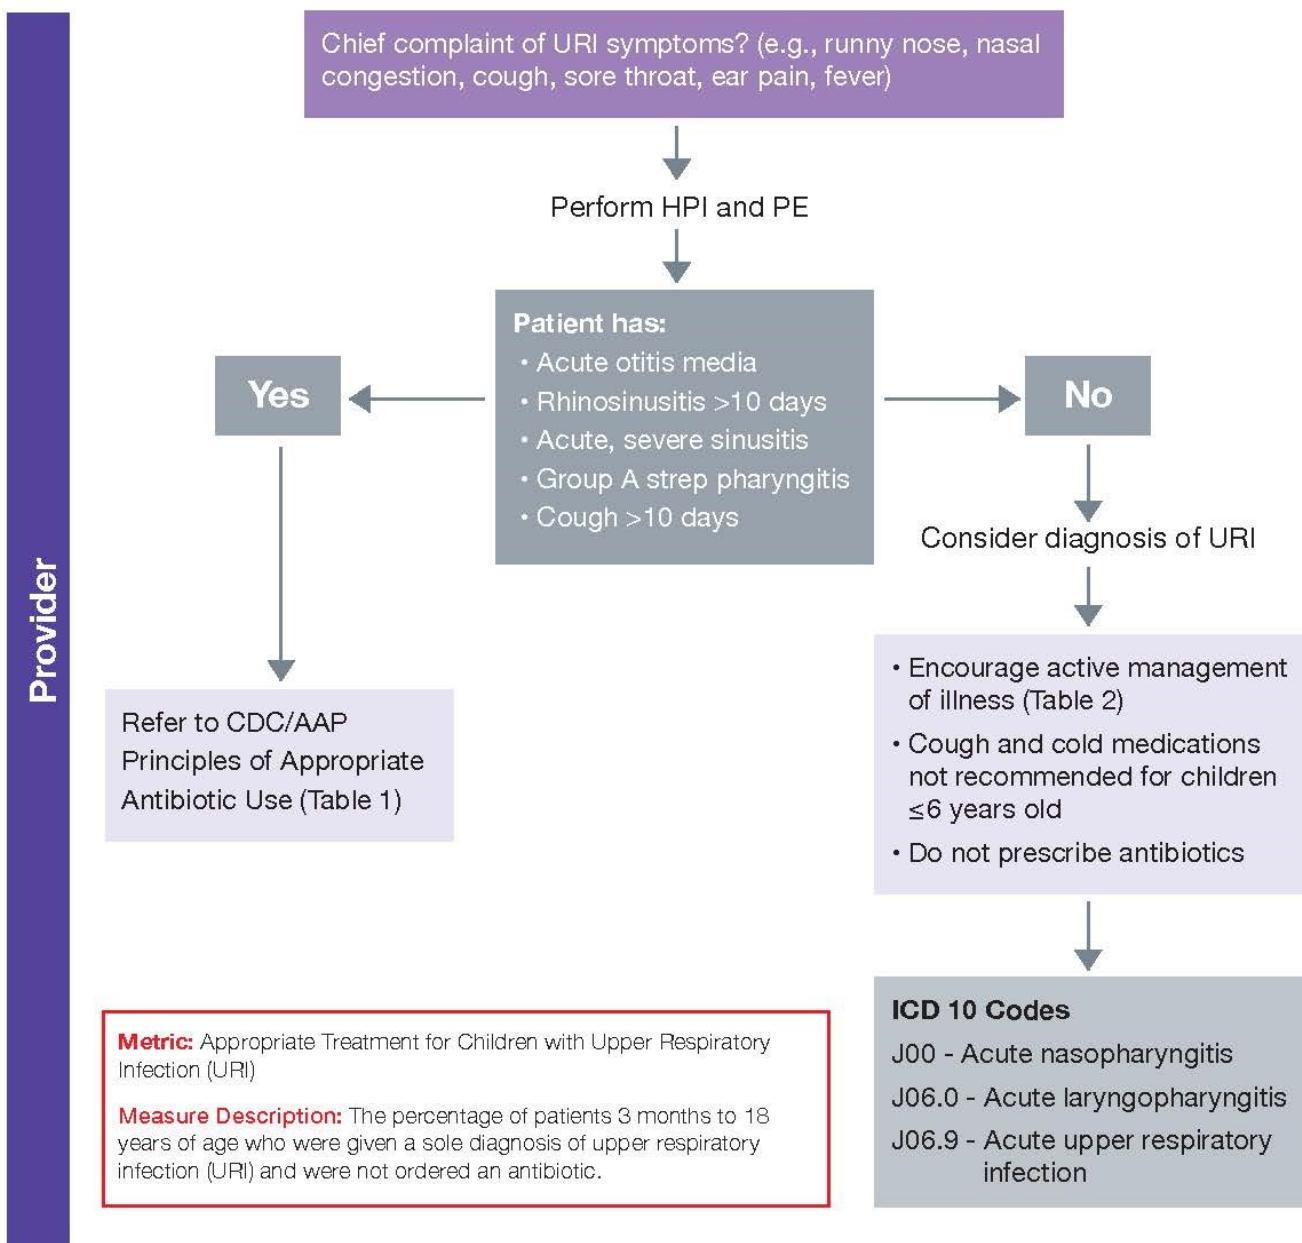 Provider
Chief complaint of URI symptoms? (e.g., runny nose, nasal
congestion, cough, sore throat, ear pain, fever)
Perform HPI and PE
Patient has:
• Acute otitis media
• Rhinosinusitis >10 days
• Acute, severe sinusitis
• Group A strep pharyngitis
• Cough >10 days
Yes
No
Refer to CDC/AAP
Principles of Appropriate
Antibiotic Use (Table 1)
Consider diagnosis of URI
• Encourage active management
of illness (Table 2)
• Cough and cold medications
not recommended for children
≤6 years old
• Do not prescribe antibiotics
ICD 10 Codes
J00 - Acute nasopharyngitis
J06.0 - Acute laryngopharyngitis
J06.9 - Acute upper respiratory
infection
Metric: Appropriate Treatment for Children with Upper Respiratory
Infection (URI)
Measure Description: The percentage of patients 3 months to 18
years of age who were given a sole diagnosis of upper respiratory
infection (URI) and were not ordered an antibiotic.